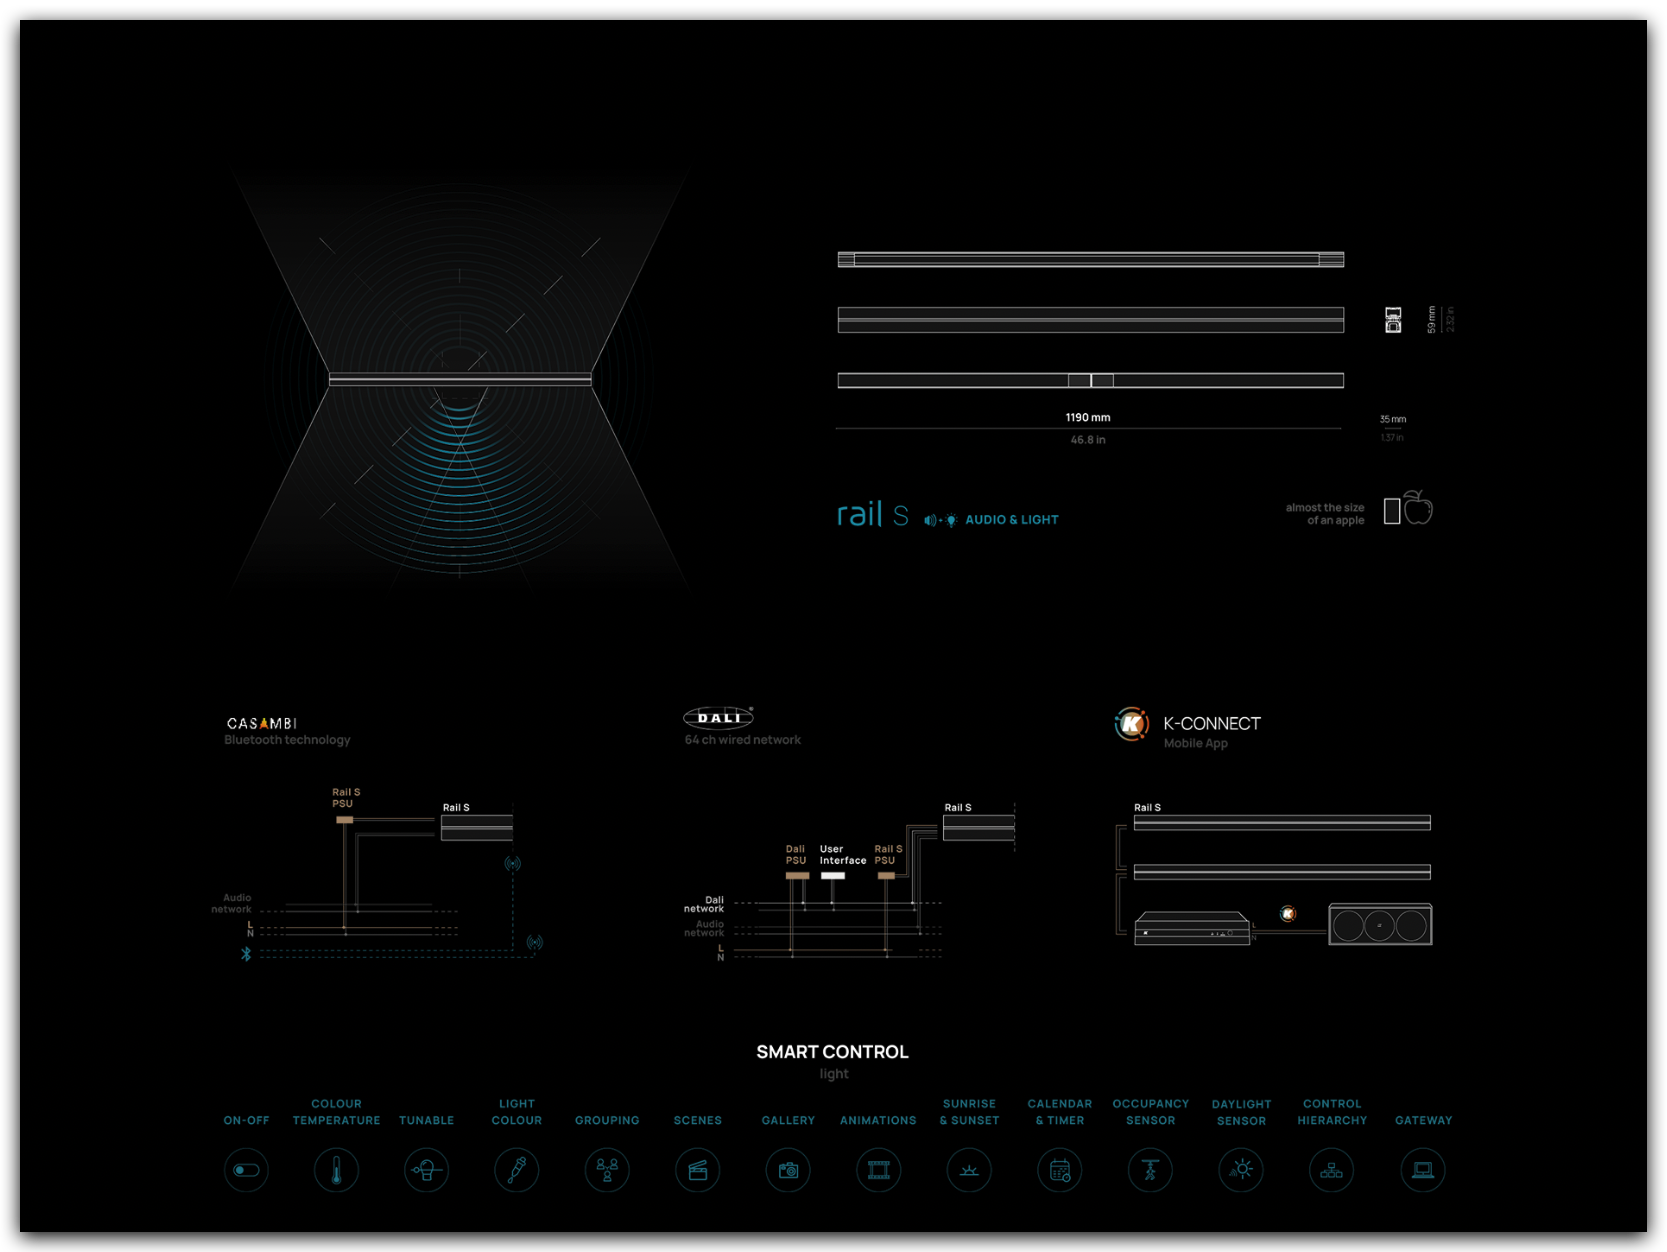 59 mm
2.32 in
1190 mm
46.8 in
35 mm
1.37 in
rail S
AUDIO & LIGHT
almost the size
of an apple
CASAMBI
Bluetooth technology
Rail S
PSU
Rail S
Audio
network
L
N
DALI
64 ch wired network
Rail S
Dali
PSU
User
Interface
Rail S
PSU
Dali
network
Audio
network
L
N
K
K-CONNECT
Mobile App
Rail S
K
L
N
SMART CONTROL
light
ON-OFF
COLOUR
TEMPERATURE
TUNABLE
LIGHT
COLOUR
GROUPING
SCENES
GALLERY
ANIMATIONS
SUNRISE
& SUNSET
CALENDAR
& TIMER
OCCUPANCY
SENSOR
DAYLIGHT
SENSOR
CONTROL
HIERARCHY
GATEWAY